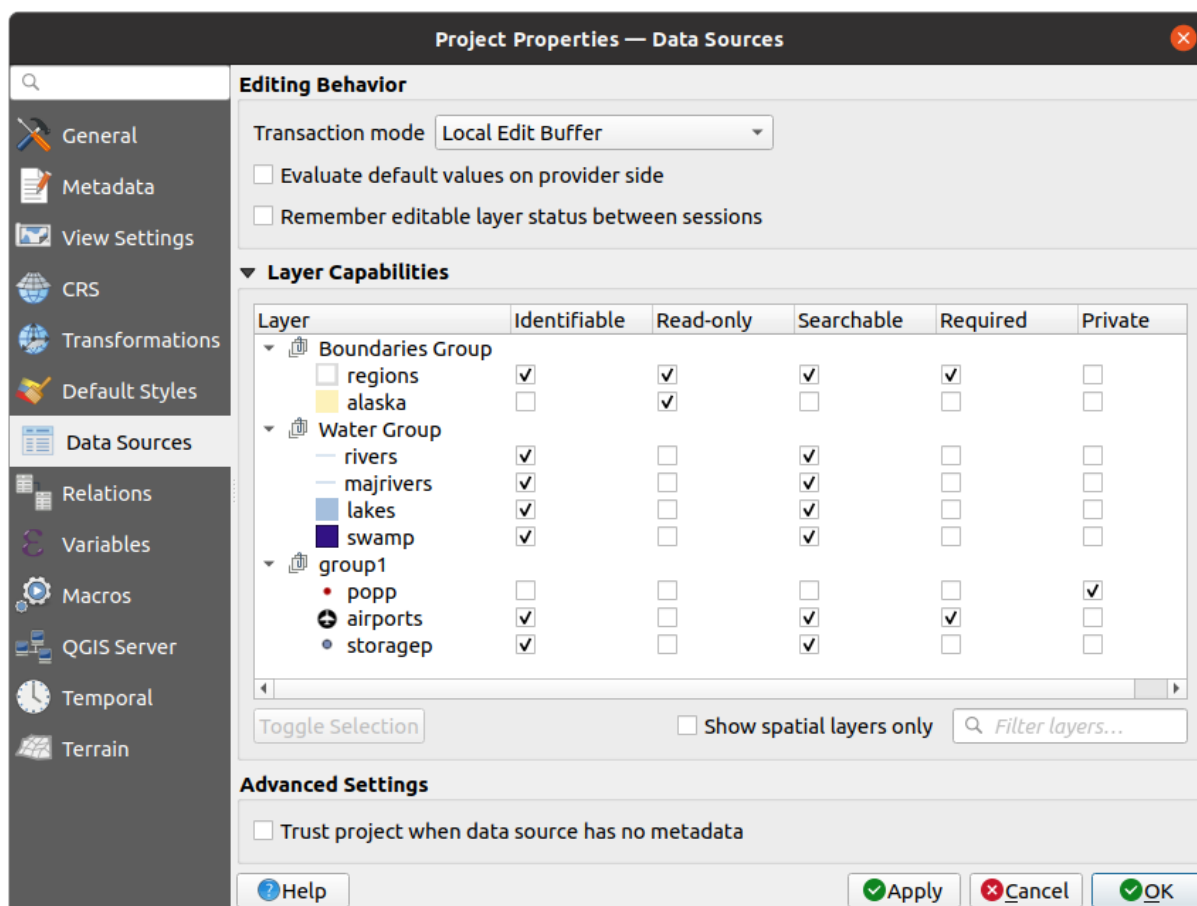 Project Properties — Data Sources
General
Metadata
View Settings
CRS
Transformations
Default Styles
Data Sources
Relations
Variables
Macros
QGIS Server
Temporal
Terrain
Editing Behavior
Transaction mode Local Edit Buffer
Evaluate default values on provider side
Remember editable layer status between sessions
Layer Capabilities
Layer Identifiable Read-only Searchable Required Private
Boundaries Group
regions
alaska
Water Group
rivers
majrivers
lakes
swamp
group1
popp
airports
storagep
Toggle Selection Show spatial layers only Filter layers...
Advanced Settings
Trust project when data source has no metadata
Help Apply Cancel OK